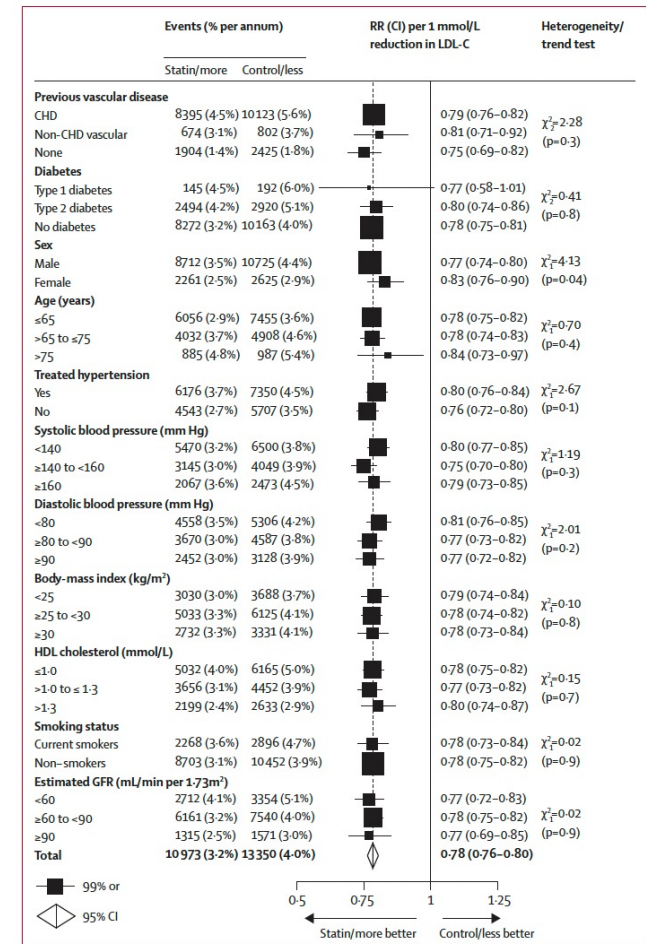 Events (% per annum) RR (CI) per 1 mmol/L reduction in LDL-C Heterogeneity/ trend test
Statin/more Control/less
Previous vascular disease
CHD 8395 (4·5%) 10123 (5·6%) 0·79 (0·76–0·82) χ²₂=2·28
Non-CHD vascular 674 (3·1%) 802 (3·7%) 0·81 (0·71–0·92) (p=0·3)
None 1904 (1·4%) 2425 (1·8%) 0·75 (0·69–0·82)
Diabetes
Type 1 diabetes 145 (4·5%) 192 (6·0%) 0·77 (0·58–1·01) χ²₂=0·41
Type 2 diabetes 2494 (4·2%) 2920 (5·1%) 0·80 (0·74–0·86) (p=0·8)
No diabetes 8272 (3·2%) 10163 (4·0%) 0·78 (0·75–0·81)
Sex
Male 8712 (3·5%) 10725 (4·4%) 0·77 (0·74–0·80) χ²₁=4·13
Female 2261 (2·5%) 2625 (2·9%) 0·83 (0·76–0·90) (p=0·04)
Age (years)
≤65 6056 (2·9%) 7455 (3·6%) 0·78 (0·75–0·82) χ²₁=0·70
>65 to ≤75 4032 (3·7%) 4908 (4·6%) 0·78 (0·74–0·83) (p=0·4)
>75 885 (4·8%) 987 (5·4%) 0·84 (0·73–0·97)
Treated hypertension
Yes 6176 (3·7%) 7350 (4·5%) 0·80 (0·76–0·84) χ²₁=2·67
No 4543 (2·7%) 5707 (3·5%) 0·76 (0·72–0·80) (p=0·1)
Systolic blood pressure (mm Hg)
<140 5470 (3·2%) 6500 (3·8%) 0·80 (0·77–0·85) χ²₁=1·19
≥140 to <160 3145 (3·0%) 4049 (3·9%) 0·75 (0·70–0·80) (p=0·3)
≥160 2067 (3·6%) 2473 (4·5%) 0·79 (0·73–0·85)
Diastolic blood pressure (mm Hg)
<80 4558 (3·5%) 5306 (4·2%) 0·81 (0·76–0·85) χ²₁=2·01
≥80 to <90 3670 (3·0%) 4587 (3·8%) 0·77 (0·73–0·82) (p=0·2)
≥90 2452 (3·0%) 3128 (3·9%) 0·77 (0·72–0·82)
Body-mass index (kg/m²)
<25 3030 (3·0%) 3688 (3·7%) 0·79 (0·74–0·84) χ²₁=0·10
≥25 to <30 5033 (3·3%) 6125 (4·1%) 0·78 (0·74–0·82) (p=0·8)
≥30 2732 (3·3%) 3331 (4·1%) 0·78 (0·73–0·84)
HDL cholesterol (mmol/L)
≤1·0 5032 (4·0%) 6165 (5·0%) 0·78 (0·75–0·82) χ²₁=0·15
>1·0 to ≤ 1·3 3656 (3·1%) 4452 (3·9%) 0·77 (0·73–0·82) (p=0·7)
>1·3 2199 (2·4%) 2633 (2·9%) 0·80 (0·74–0·87)
Smoking status
Current smokers 2268 (3·6%) 2896 (4·7%) 0·78 (0·73–0·84) χ²₁=0·02
Non–smokers 8703 (3·1%) 10452 (3·9%) 0·78 (0·75–0·82) (p=0·9)
Estimated GFR (mL/min per 1·73m²)
<60 2712 (4·1%) 3354 (5·1%) 0·77 (0·72–0·83) χ²₁=0·02
≥60 to <90 6161 (3·2%) 7540 (4·0%) 0·78 (0·75–0·82) (p=0·9)
≥90 1315 (2·5%) 1571 (3·0%) 0·77 (0·69–0·85)
Total 10973 (3·2%) 13350 (4·0%) 0·78 (0·76–0·80)
99% or
95% CI
0·5 0·75 1 1·25
Statin/more better Control/less better